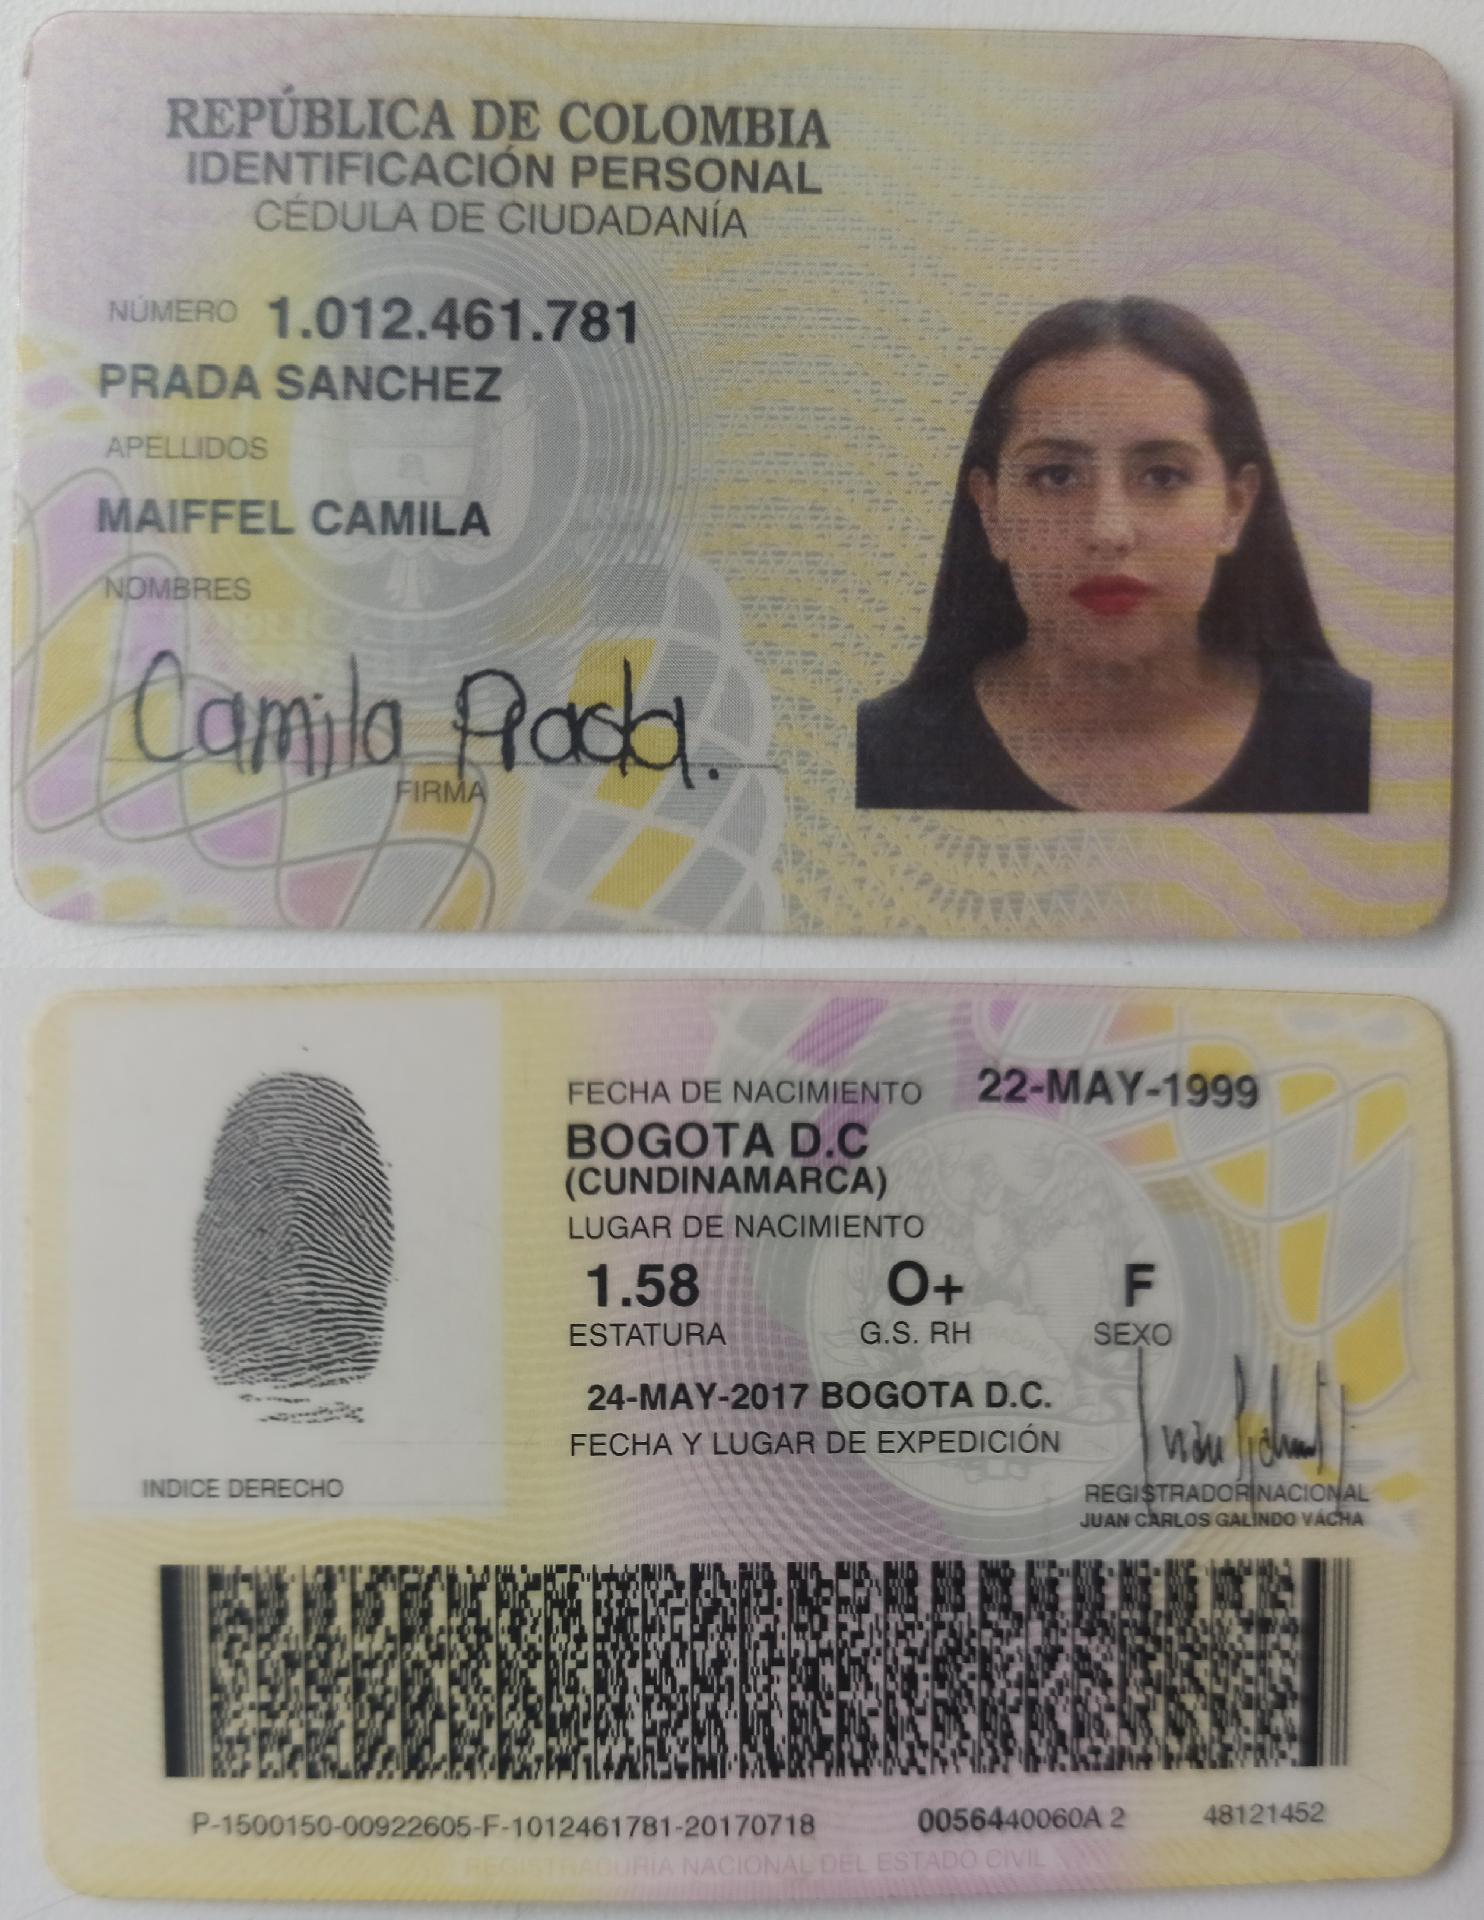 REPÚBLICA DE COLOMBIA
IDENTIFICACIÓN PERSONAL
CÉDULA DE CIUDADANÍA
NÚMERO 1.012.461.781
PRADA SANCHEZ
APELLIDOS
MAIFFEL CAMILA
NOMBRES
Camila Prada.
FIRMA
FECHA DE NACIMIENTO 22-MAY-1999
BOGOTA D.C
(CUNDINAMARCA)
LUGAR DE NACIMIENTO
1.58 O+ F
ESTATURA G.S. RH SEXO
24-MAY-2017 BOGOTA D.C.
FECHA Y LUGAR DE EXPEDICIÓN
INDICE DERECHO
REGISTRADOR NACIONAL
JUAN CARLOS GALINDO VÁCHA
P-1500150-00922605-F-1012461781-20170718 0056440060A 2 48121452
REGISTRADURIA NACIONAL DEL ESTADO CIVIL